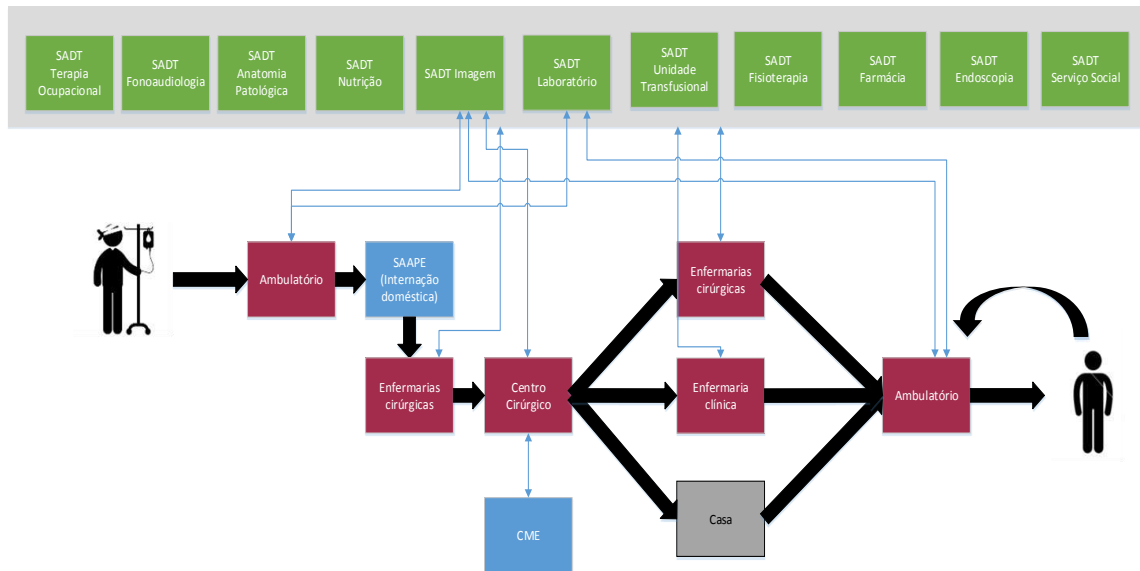 SADT
Terapia
Ocupacional
SADT
Fonoaudiologia
SADT
Anatomia
Patológica
SADT
Nutrição
SADT Imagem
SADT
Laboratório
SADT
Unidade
Transfusional
SADT
Fisioterapia
SADT
Farmácia
SADT
Endoscopia
SADT
Serviço Social
Ambulatório
SAAPE
(Internação
doméstica)
Enfermarias
cirúrgicas
Enfermarias
cirúrgicas
Centro
Cirúrgico
Enfermaria
clínica
Ambulatório
CME
Casa